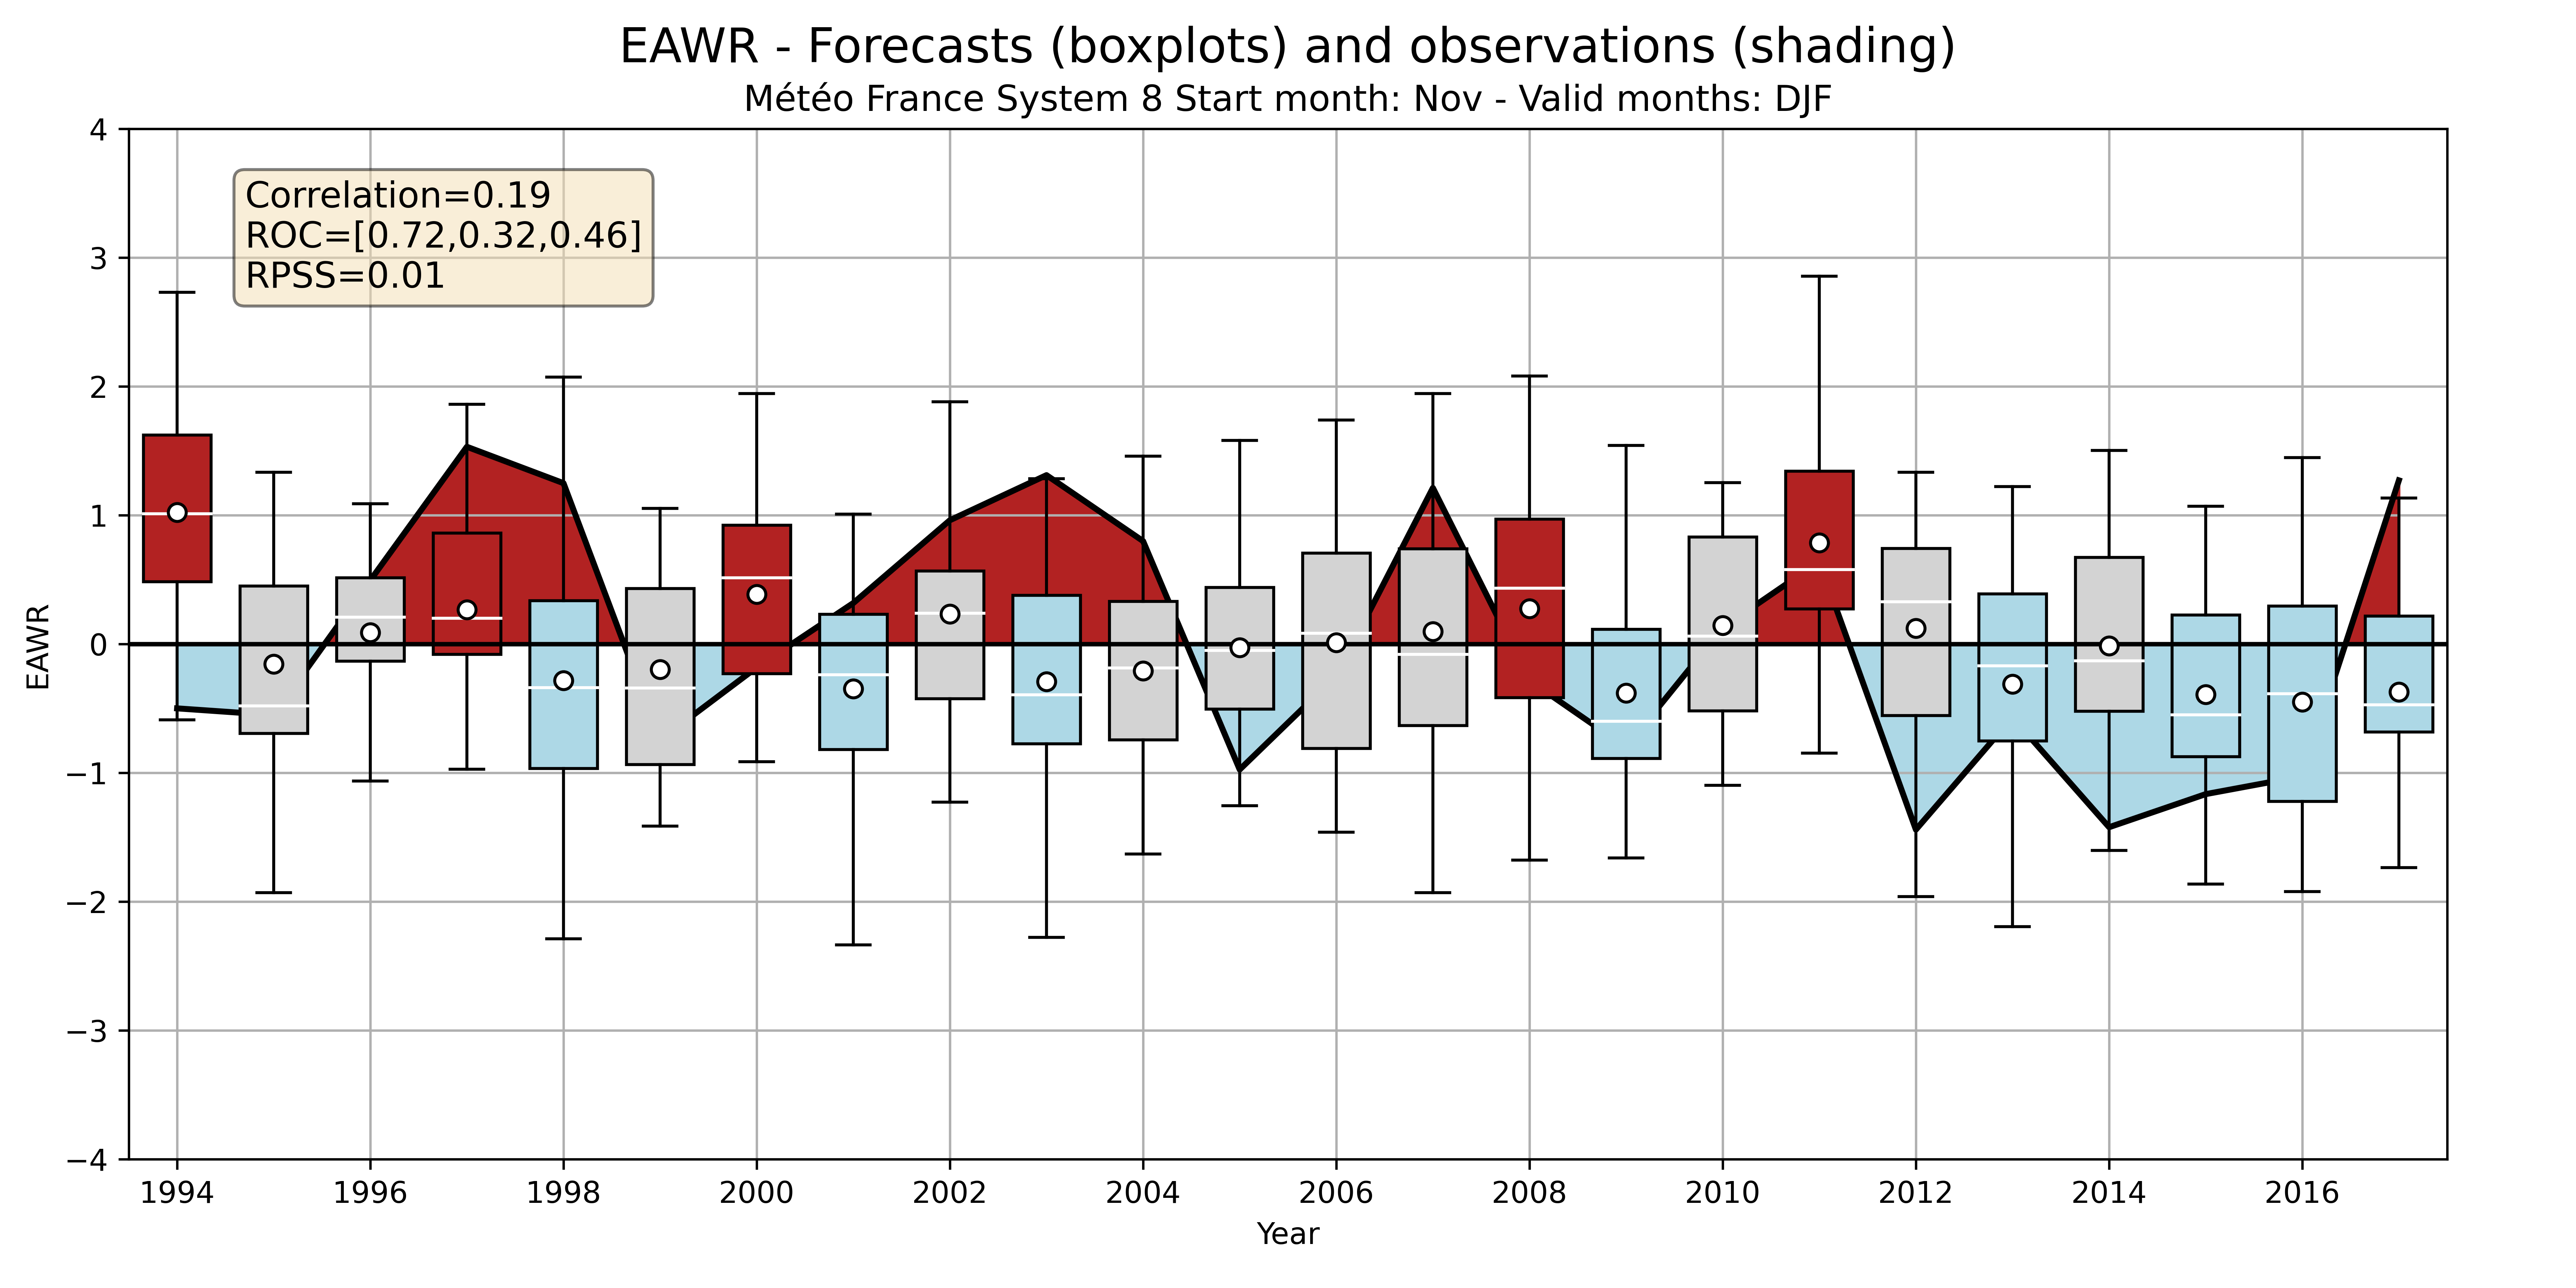 EAWR - Forecasts (boxplots) and observations (shading)
Météo France System 8 Start month: Nov - Valid months: DJF
Correlation=0.19
ROC=[0.72,0.32,0.46]
RPSS=0.01
EAWR
4
3
2
1
0
−1
−2
−3
−4
1994 1996 1998 2000 2002 2004 2006 2008 2010 2012 2014 2016
Year